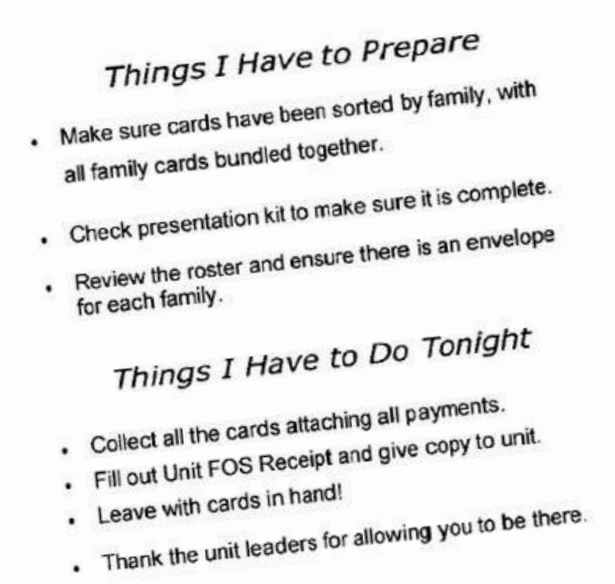 Things I Have to Prepare
• Make sure cards have been sorted by family, with
all family cards bundled together.
• Check presentation kit to make sure it is complete.
• Review the roster and ensure there is an envelope
for each family.
Things I Have to Do Tonight
• Collect all the cards attaching all payments.
• Fill out Unit FOS Receipt and give copy to unit.
• Leave with cards in hand!
• Thank the unit leaders for allowing you to be there.